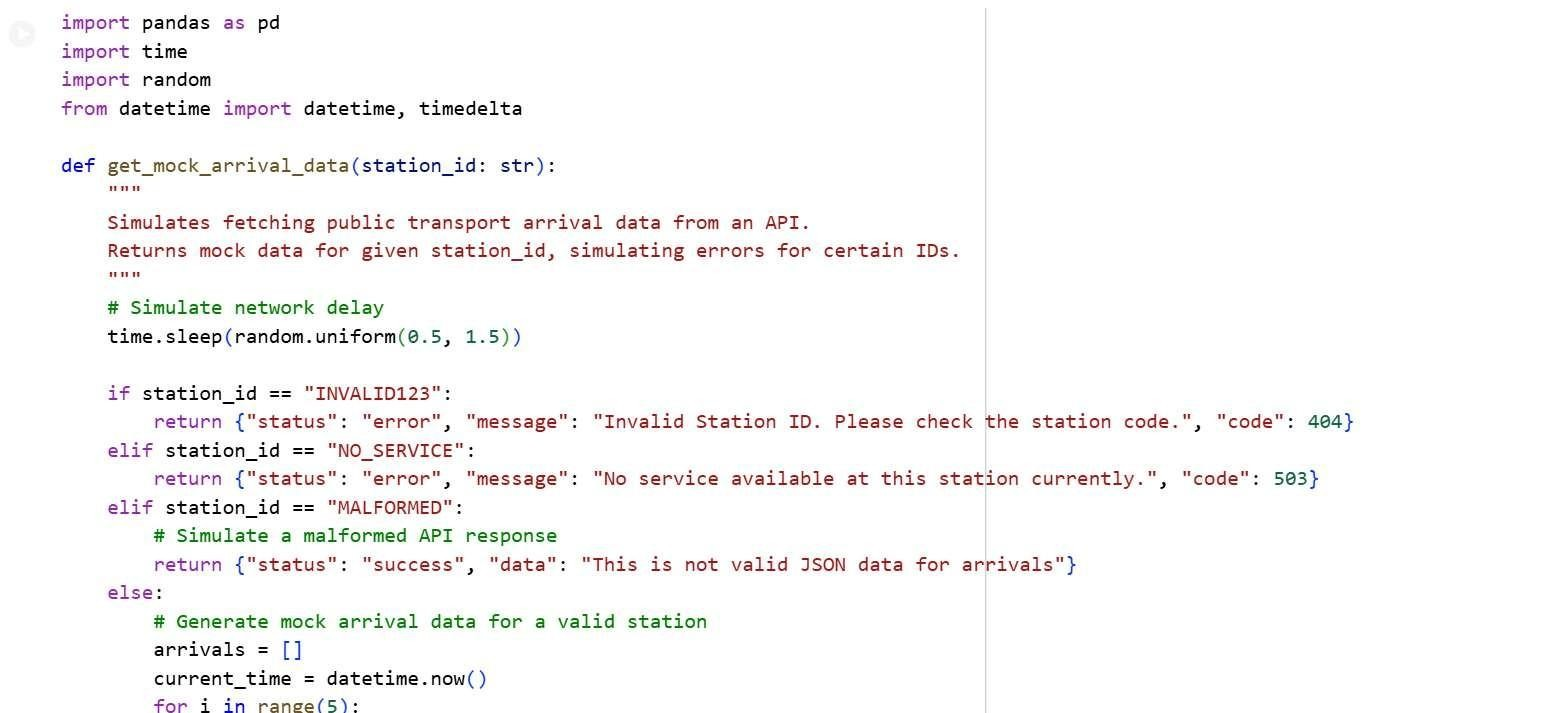 import pandas as pd
import time
import random
from datetime import datetime, timedelta
def get_mock_arrival_data(station_id: str):
"""
Simulates fetching public transport arrival data from an API.
Returns mock data for given station_id, simulating errors for certain IDs.
"""
# Simulate network delay
time.sleep(random.uniform(0.5, 1.5))
if station_id == "INVALID123":
return {"status": "error", "message": "Invalid Station ID. Please check the station code.", "code": 404}
elif station_id == "NO_SERVICE":
return {"status": "error", "message": "No service available at this station currently.", "code": 503}
elif station_id == "MALFORMED":
# Simulate a malformed API response
return {"status": "success", "data": "This is not valid JSON data for arrivals"}
else:
# Generate mock arrival data for a valid station
arrivals = []
current_time = datetime.now()
for i in range(5):